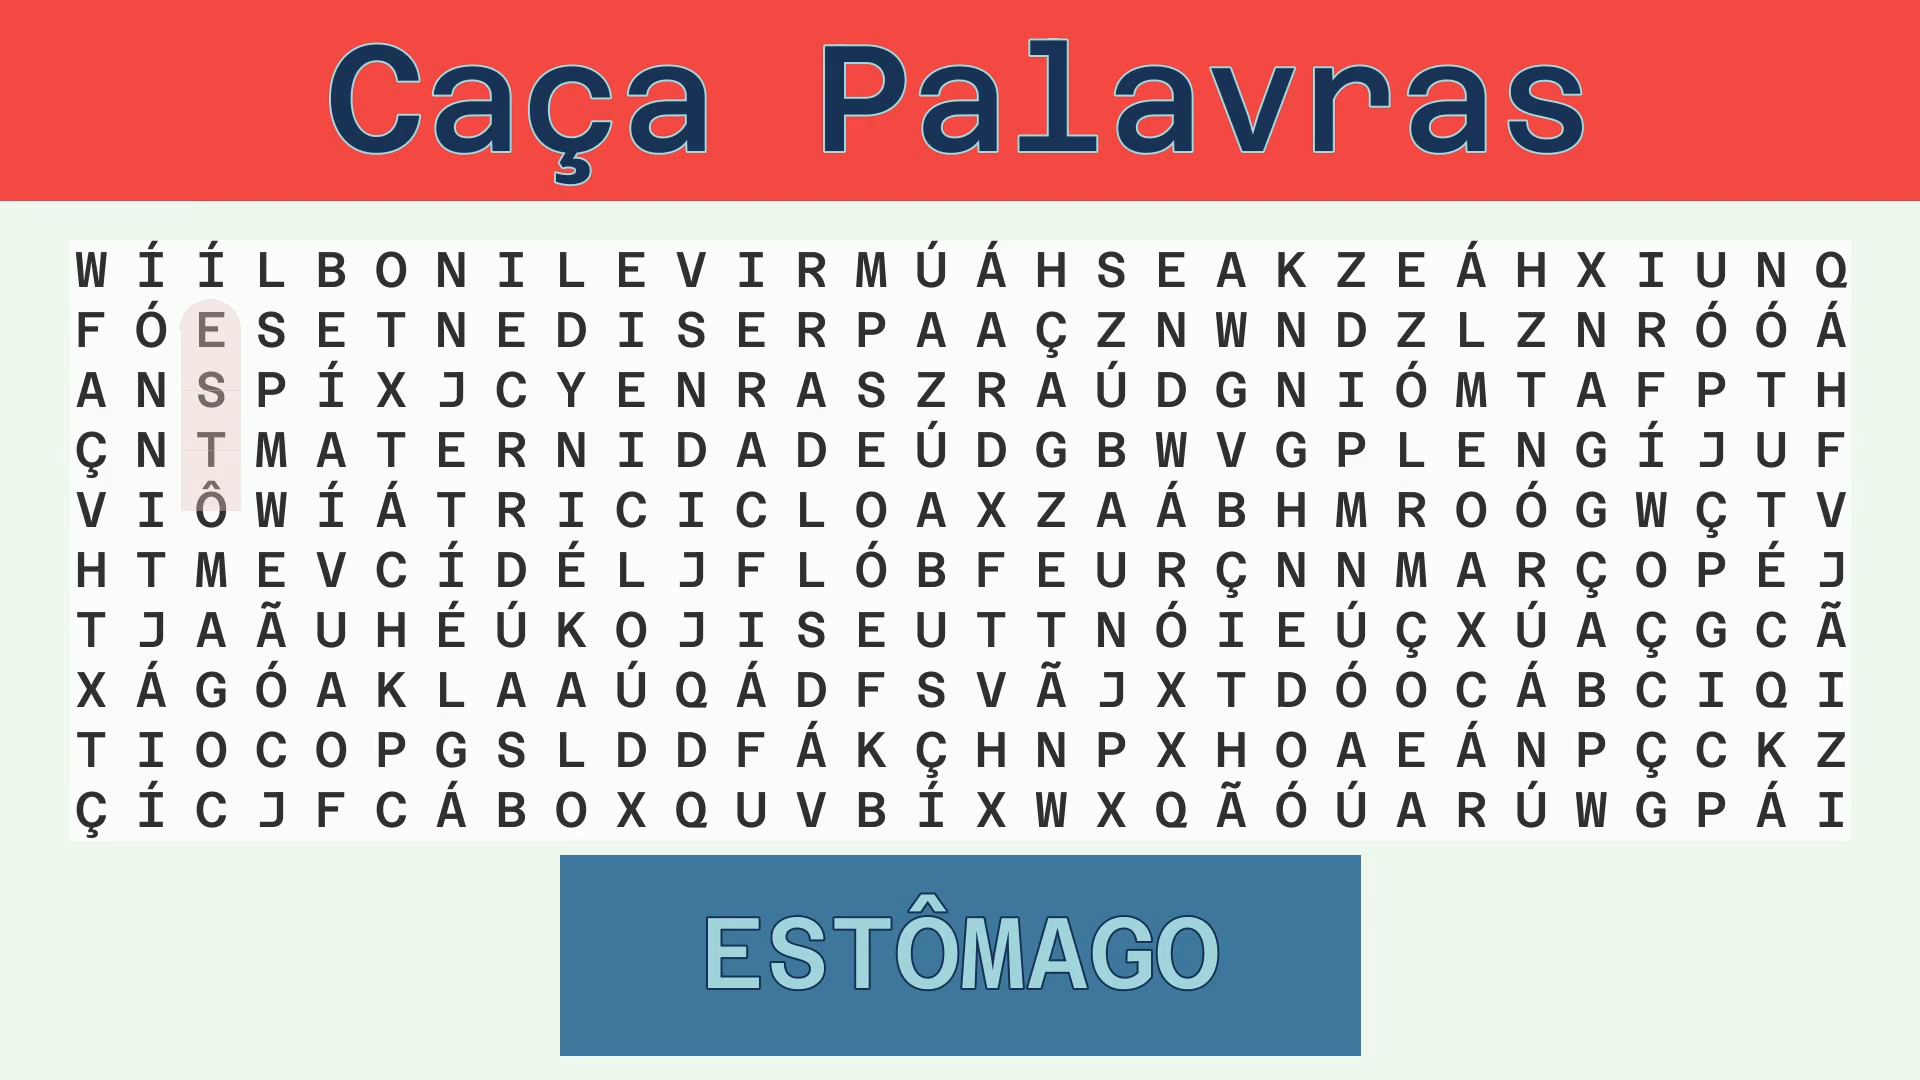 Caça Palavras
W Í Í L B O N I L E V I R M Ú Á H S E A K Z E Á H X I U N Q
F Ó E S E T N E D I S E R P A A Ç Z N W N D Z L Z N R Ó Ó Á
A N S P Í X J C Y E N R A S Z R A Ú D G N I Ó M T A F P T H
Ç N T M A T E R N I D A D E Ú D G B W V G P L E N G Í J U F
V I Ô W Í Á T R I C I C L O A X Z A Á B H M R O Ó G W Ç T V
H T M E V C Í D É L J F L Ó B F E U R Ç N N M A R Ç O P É J
T J A Ã U H É Ú K O J I S E U T T N Ó I E Ú Ç X Ú A Ç G C Ã
X Á G Ó A K L A A Ú Q Á D F S V Ã J X T D Ó O C Á B C I Q I
T I O C O P G S L D D F Á K Ç H N P X H O A E Á N P Ç C K Z
Ç Í C J F C Á B O X Q U V B Í X W X Q Ã Ó Ú A R Ú W G P Á I
ESTÔMAGO